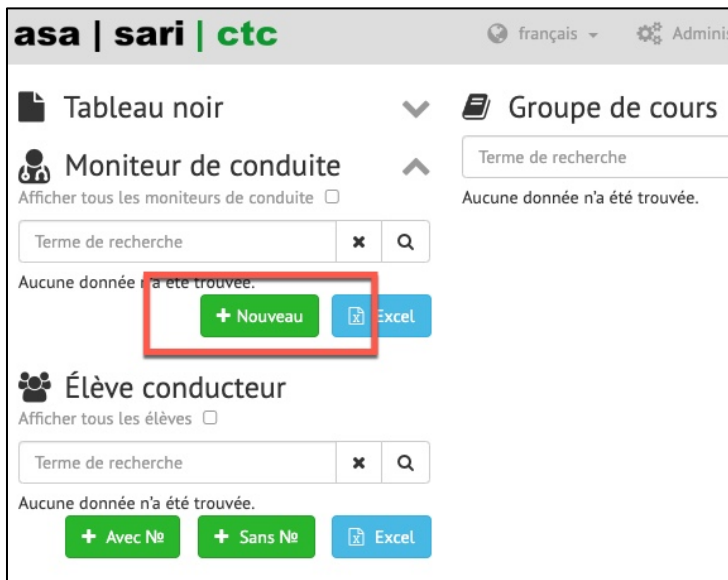 asa | sari | ctc
français
Adminis
Tableau noir
Moniteur de conduite
Afficher tous les moniteurs de conduite
Terme de recherche
Aucune donnée n'a été trouvée.
+ Nouveau
Excel
Élève conducteur
Afficher tous les élèves
Terme de recherche
Aucune donnée n'a été trouvée.
+ Avec №
+ Sans №
Excel
Groupe de cours
Terme de recherche
Aucune donnée n'a été trouvée.